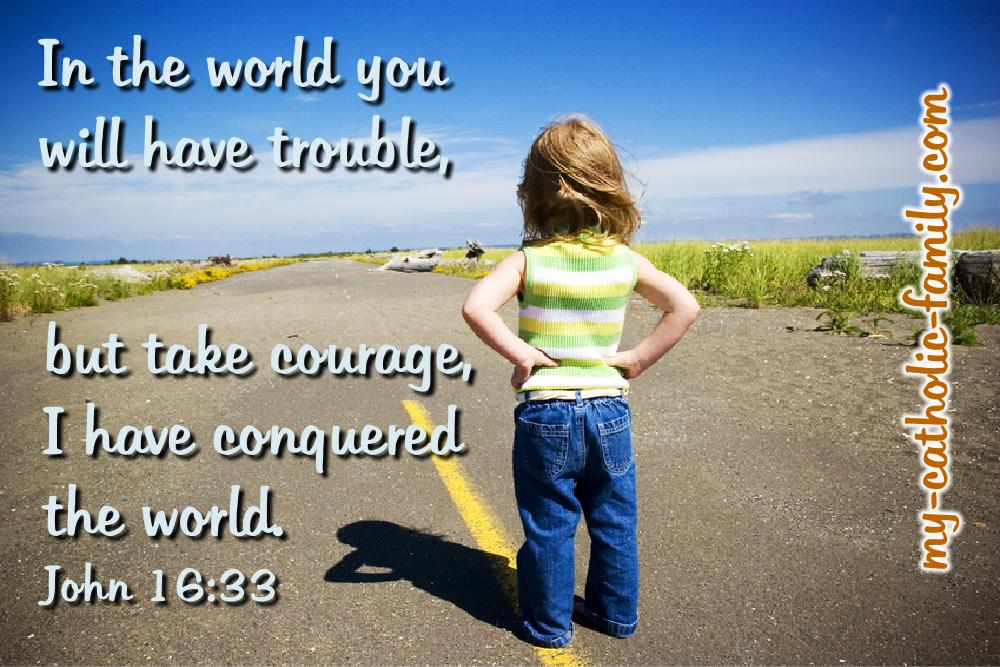 In the world you
will have trouble,
but take courage,
I have conquered
the world.
John 16:33
my-catholic-family.com